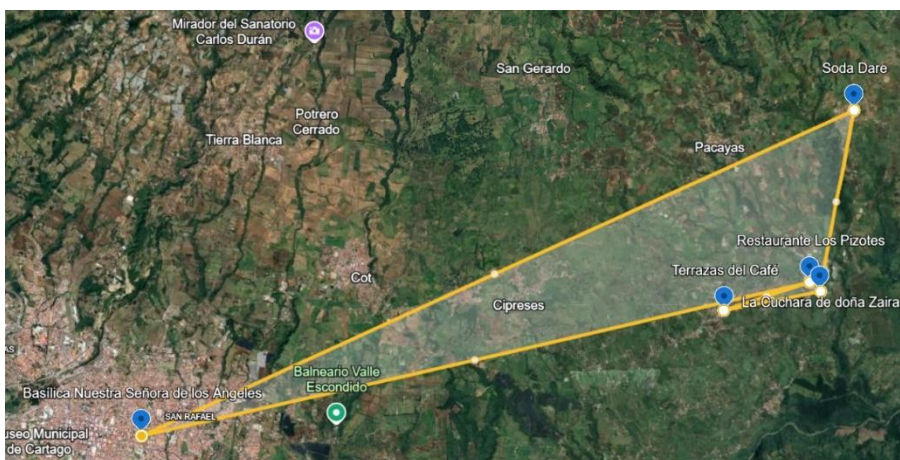 Mirador del Sanatorio
Carlos Durán
San Gerardo
Soda Dare
Potrero
Cerrado
Tierra Blanca
Pacayas
Restaurante Los Pizotes
Cot
Terrazas del Café
Cipreses
La Cuchara de doña Zaira
Balneario Valle
Escondido
Basílica Nuestra Señora de los Ángeles
SAN RAFAEL
useo Municipal
de Cartago